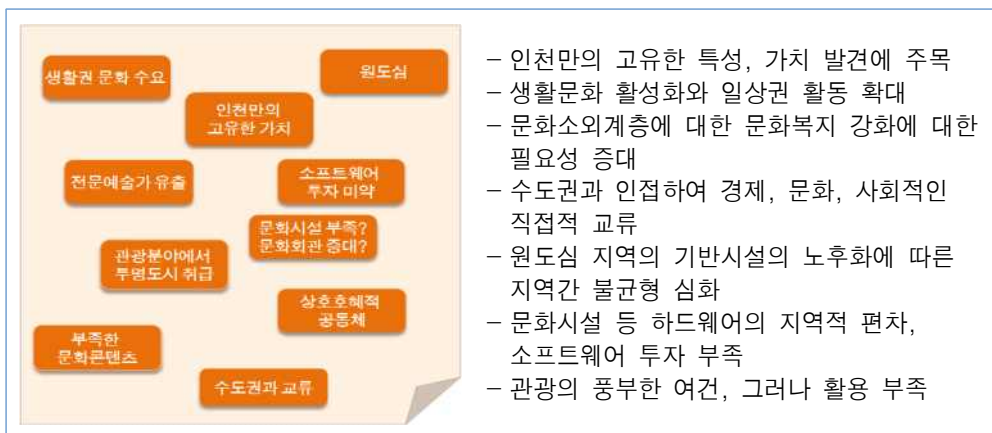 생활권 문화 수요
원도심
인천만의
고유한 가치
전문예술가 유출
소프트웨어
투자 미약
문화시설 부족?
문화회관 증대?
관광분야에서
투명도시 취급
상호호혜적
공동체
부족한
문화콘텐츠
수도권과 교류
– 인천만의 고유한 특성, 가치 발견에 주목
– 생활문화 활성화와 일상권 활동 확대
– 문화소외계층에 대한 문화복지 강화에 대한
필요성 증대
– 수도권과 인접하여 경제, 문화, 사회적인
직접적 교류
– 원도심 지역의 기반시설의 노후화에 따른
지역간 불균형 심화
– 문화시설 등 하드웨어의 지역적 편차,
소프트웨어 투자 부족
– 관광의 풍부한 여건, 그러나 활용 부족